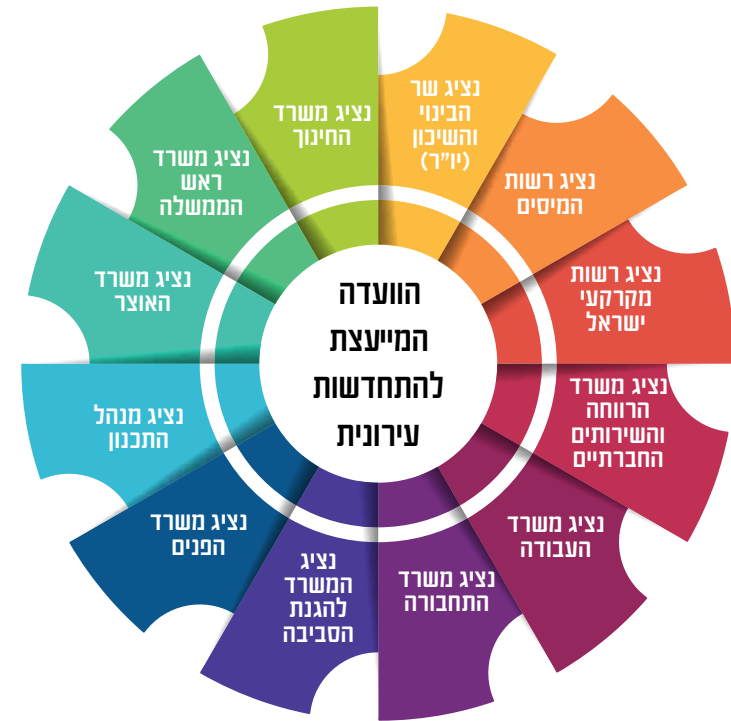 הוועדה
המייעצת
להתחדשות
עירונית
נציג שר
הבינוי
והשיכון
(יו"ר)
נציג רשות
המיסים
נציג רשות
מקרקעי
ישראל
נציג משרד
הרווחה
והשירותים
החברתיים
נציג משרד
העבודה
נציג משרד
התחבורה
נציג
המשרד
להגנת
הסביבה
נציג משרד
הפנים
נציג מנהל
התכנון
נציג משרד
האוצר
נציג משרד
ראש
הממשלה
נציג משרד
החינוך